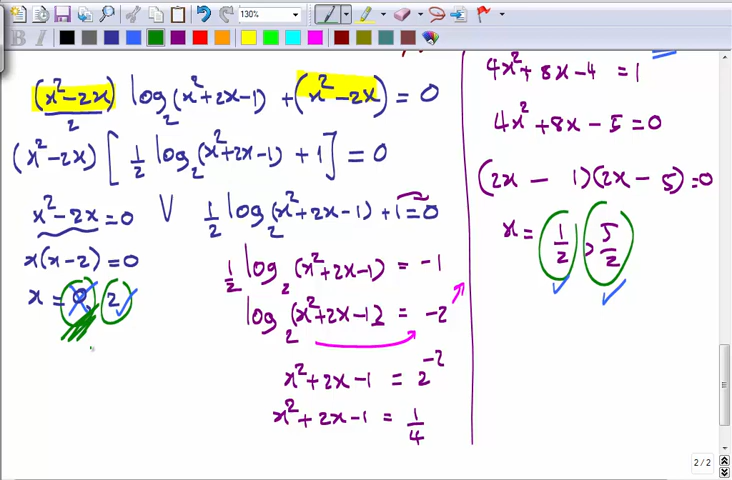 130%
B I
(x²-2x)/2 log₂(x²+2x-1) + (x²-2x) = 0
(x²-2x) [ 1/2 log₂(x²+2x-1) + 1 ] = 0
x²-2x = 0 V 1/2 log₂(x²+2x-1) + 1 = 0
x(x-2) = 0
x = 0, 2
1/2 log₂(x²+2x-1) = -1
log₂(x²+2x-1) = -2
x²+2x-1 = 2⁻²
x²+2x-1 = 1/4
4x²+8x-4 = 1
4x²+8x-5 = 0
(2x - 1)(2x - 5) = 0
x = 1/2, 5/2
2/2